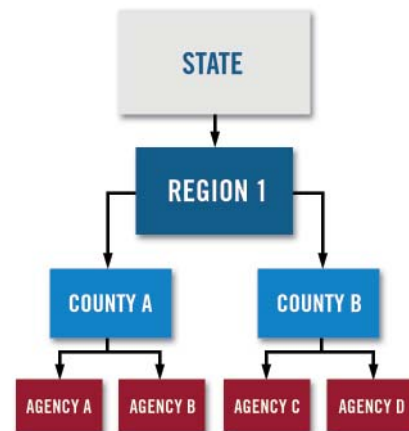 STATE
REGION 1
COUNTY A
COUNTY B
AGENCY A
AGENCY B
AGENCY C
AGENCY D